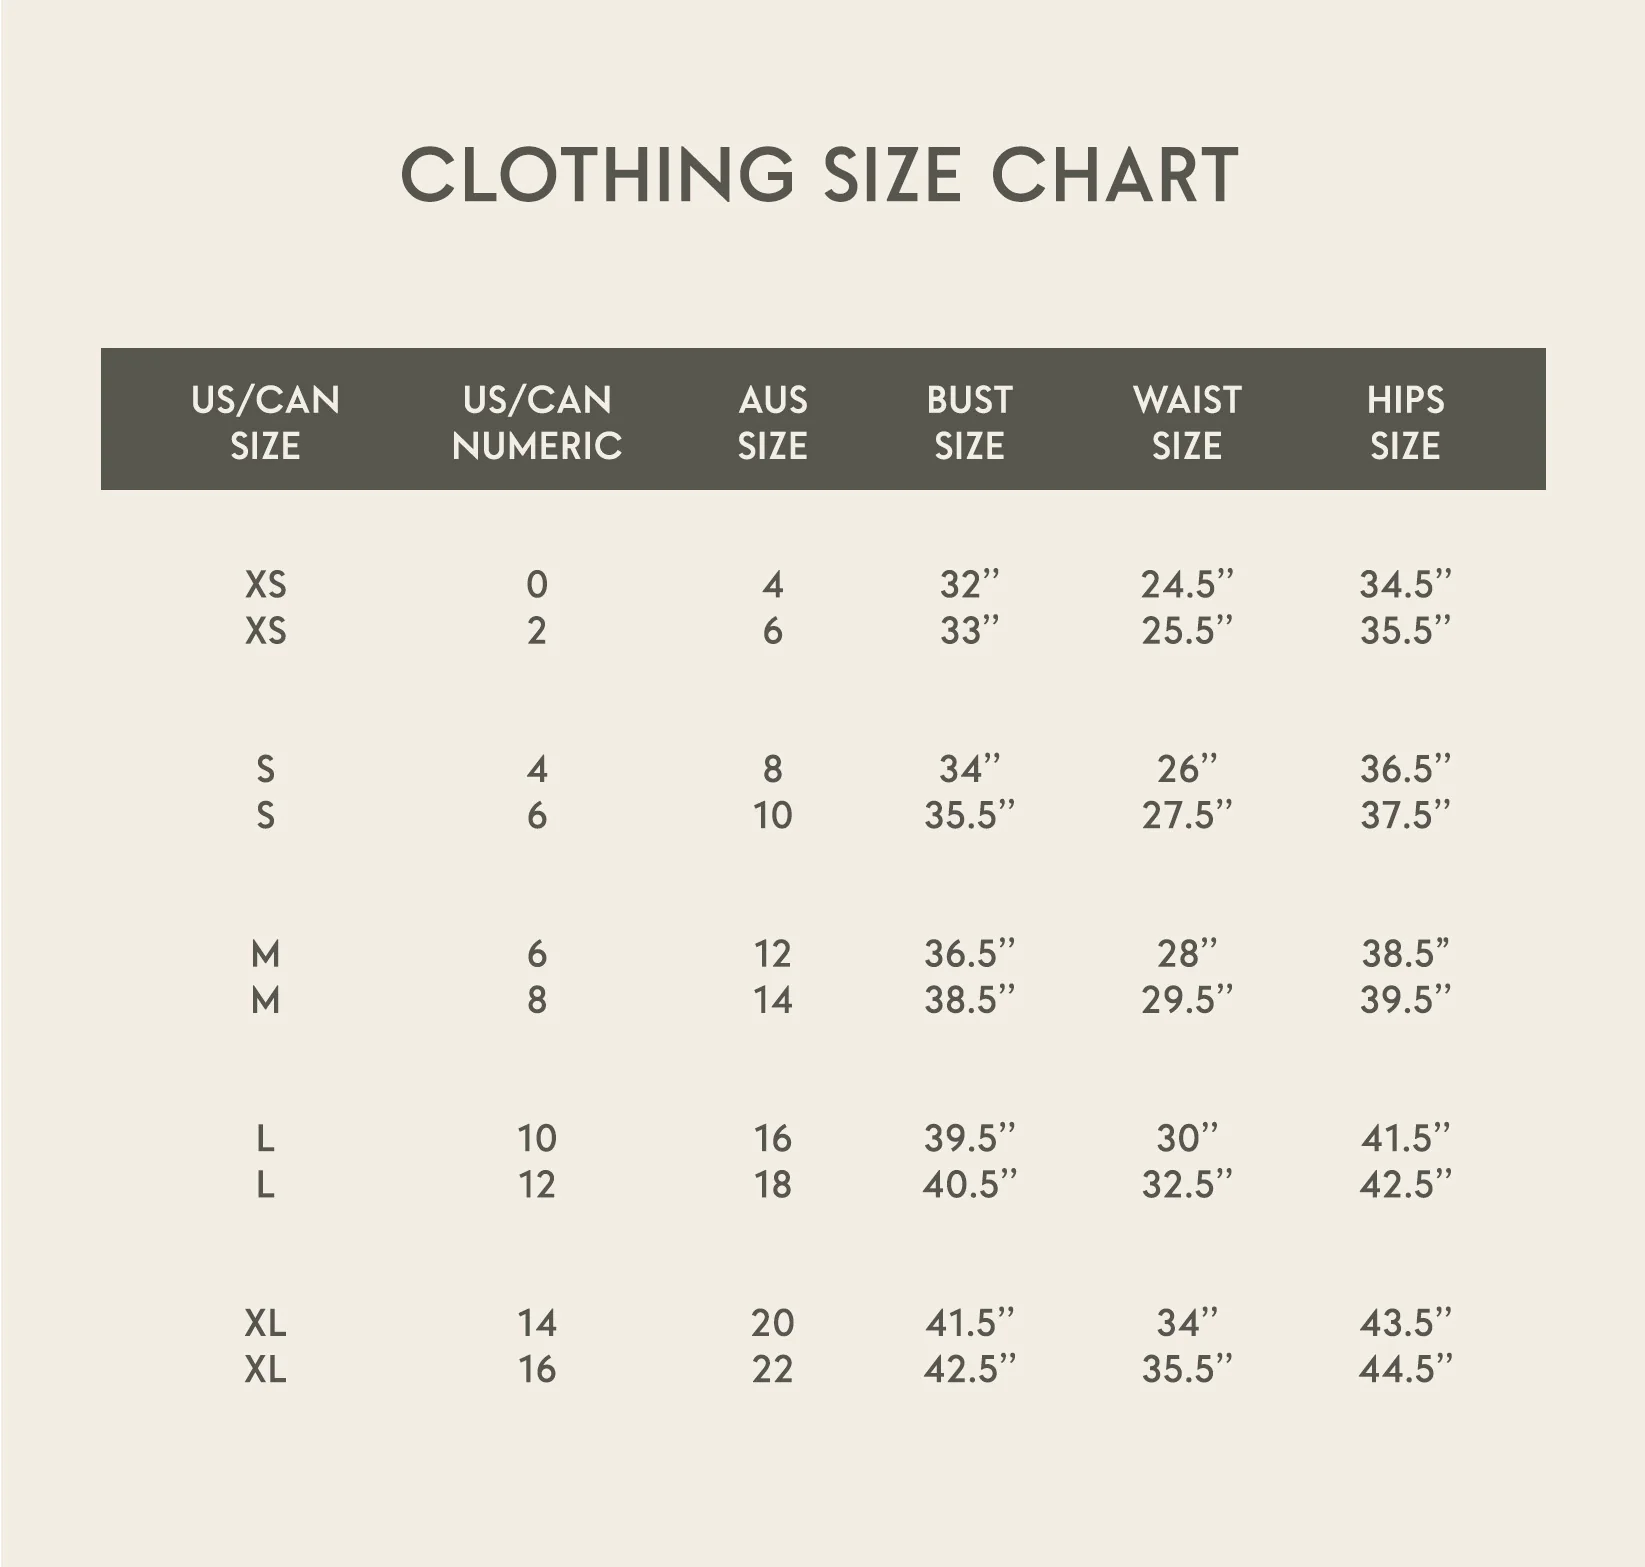 CLOTHING SIZE CHART
US/CAN SIZE US/CAN NUMERIC AUS SIZE BUST SIZE WAIST SIZE HIPS SIZE
XS 0 4 32’’ 24.5’’ 34.5’’
XS 2 6 33’’ 25.5’’ 35.5’’
S 4 8 34’’ 26’’ 36.5’’
S 6 10 35.5’’ 27.5’’ 37.5’’
M 6 12 36.5’’ 28’’ 38.5”
M 8 14 38.5’’ 29.5’’ 39.5’’
L 10 16 39.5’’ 30’’ 41.5’’
L 12 18 40.5’’ 32.5’’ 42.5’’
XL 14 20 41.5’’ 34’’ 43.5’’
XL 16 22 42.5’’ 35.5’’ 44.5’’